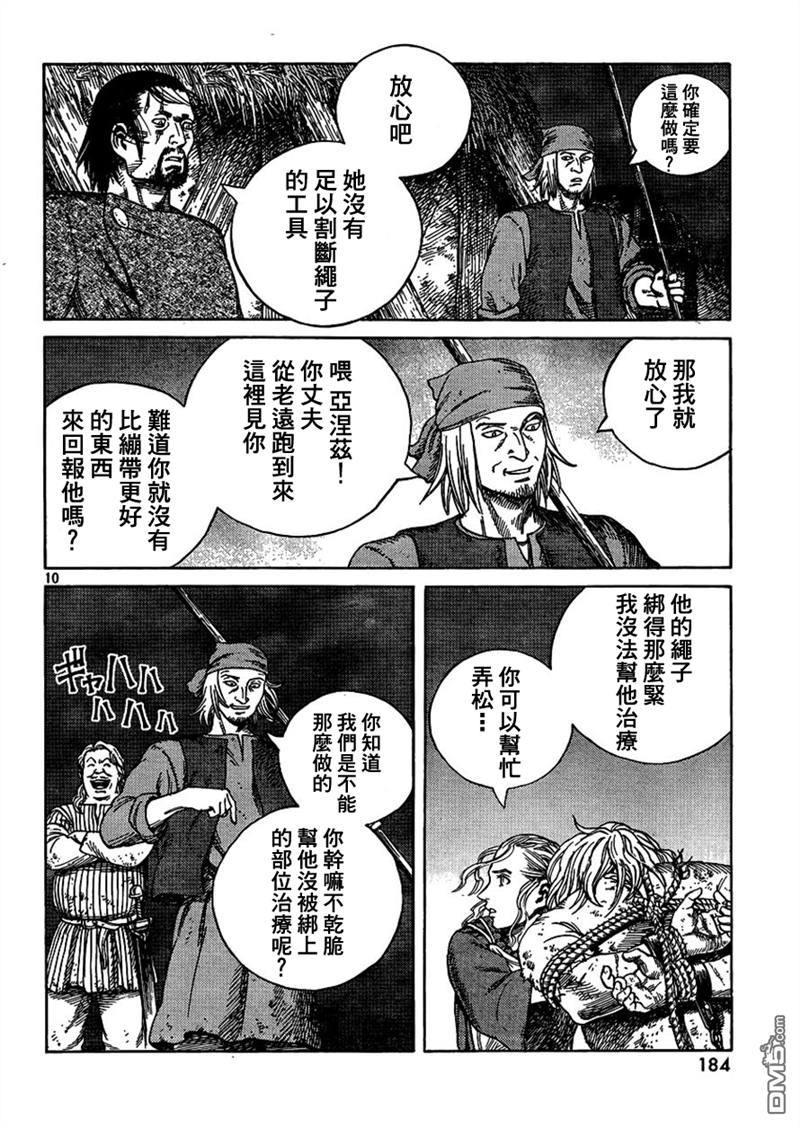 你確定要
這麼做嗎？
放心吧
她沒有
足以割斷繩子
的工具
那我就
放心了
喂 亞涅茲！
你丈夫
從老遠跑到來
這裡見你
難道你就沒有
比繃帶更好
的東西
來回報他嗎？
10
他的繩子
綁得那麼緊
我沒法幫他治療
你可以幫忙
弄松…
你知道
我們是不能
那麼做的
你幹嘛不乾脆
幫他沒被綁上
的部位治療呢？
ギャハハハ
ハハハ
184
DM5.com